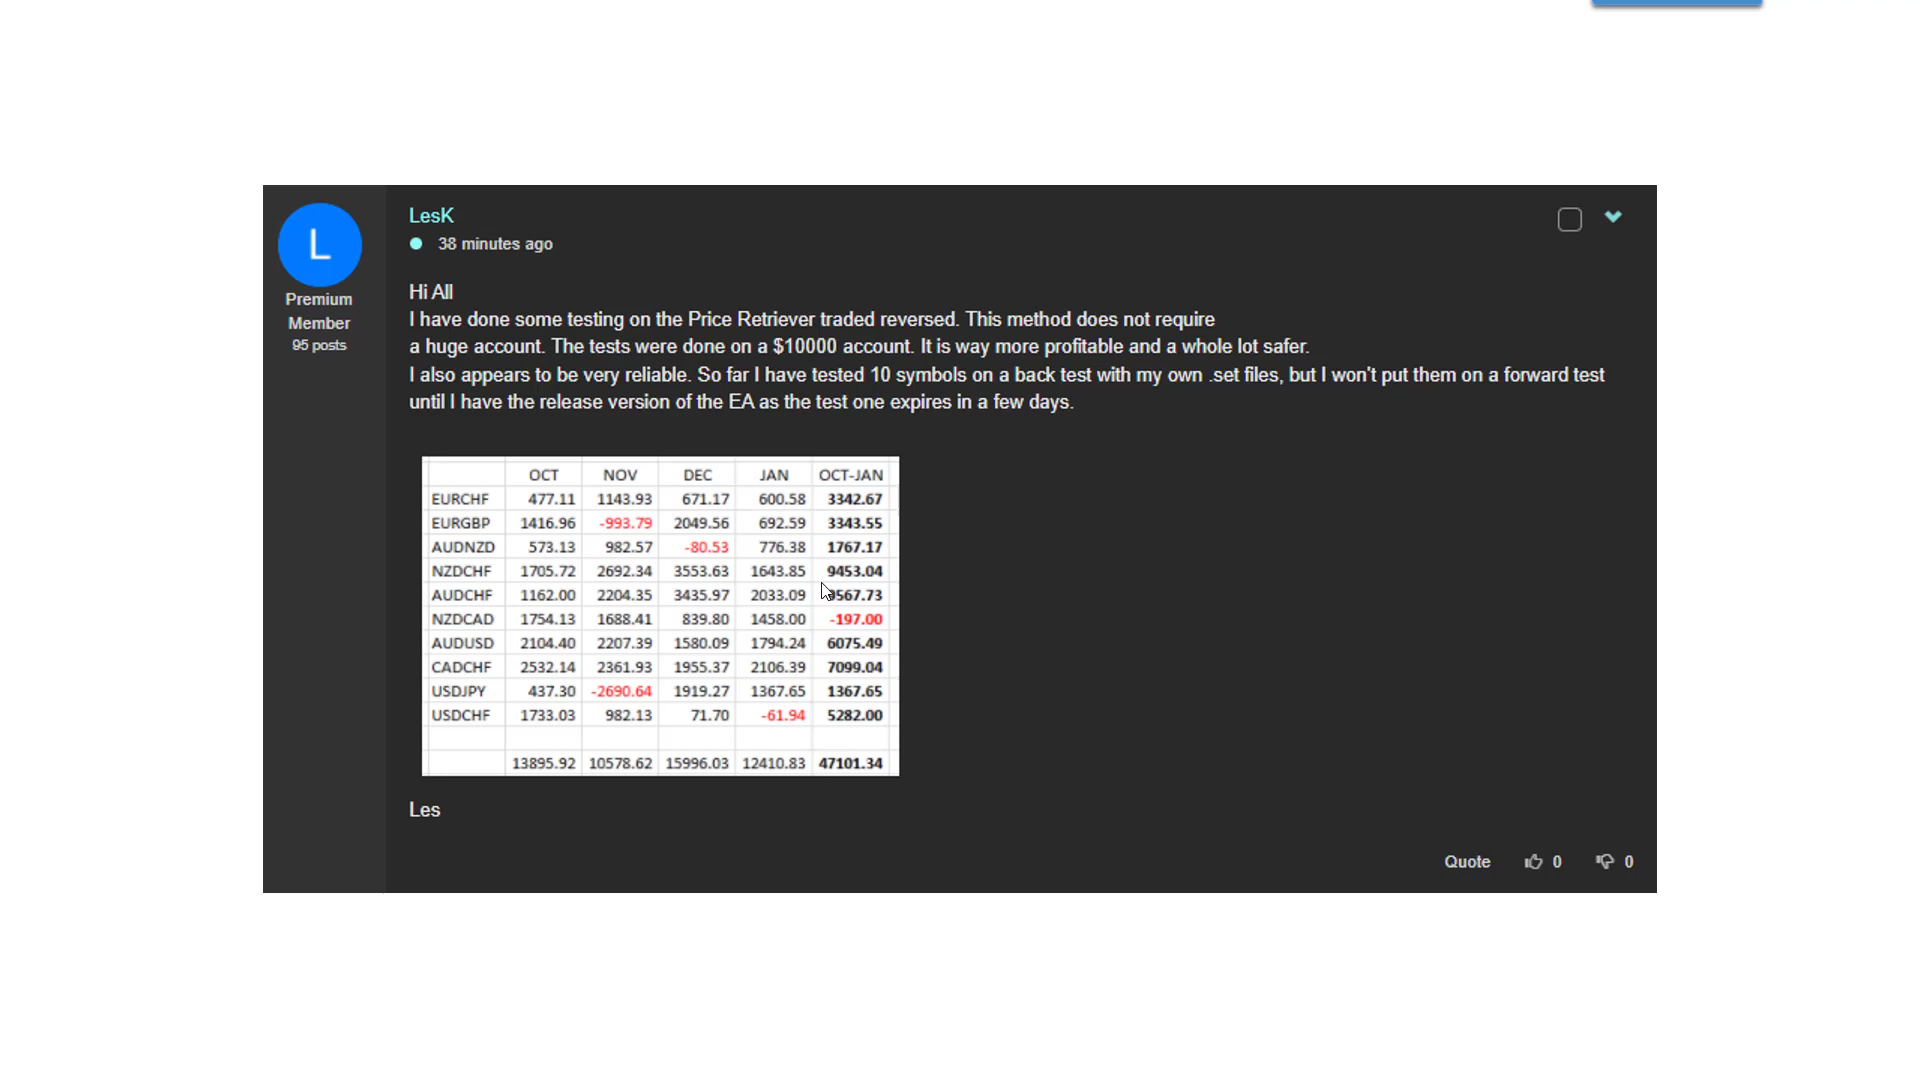 L
Premium
Member
95 posts
LesK
38 minutes ago
Hi All
I have done some testing on the Price Retriever traded reversed. This method does not require
a huge account. The tests were done on a $10000 account. It is way more profitable and a whole lot safer.
I also appears to be very reliable. So far I have tested 10 symbols on a back test with my own .set files, but I won't put them on a forward test
until I have the release version of the EA as the test one expires in a few days.
OCT NOV DEC JAN OCT-JAN
EURCHF 477.11 1143.93 671.17 600.58 3342.67
EURGBP 1416.96 -993.79 2049.56 692.59 3343.55
AUDNZD 573.13 982.57 -80.53 776.38 1767.17
NZDCHF 1705.72 2692.34 3553.63 1643.85 9453.04
AUDCHF 1162.00 2204.35 3435.97 2033.09 9567.73
NZDCAD 1754.13 1688.41 839.80 1458.00 -197.00
AUDUSD 2104.40 2207.39 1580.09 1794.24 6075.49
CADCHF 2532.14 2361.93 1955.37 2106.39 7099.04
USDJPY 437.30 -2690.64 1919.27 1367.65 1367.65
USDCHF 1733.03 982.13 71.70 -61.94 5282.00
13895.92 10578.62 15996.03 12410.83 47101.34
Les
Quote 0 0